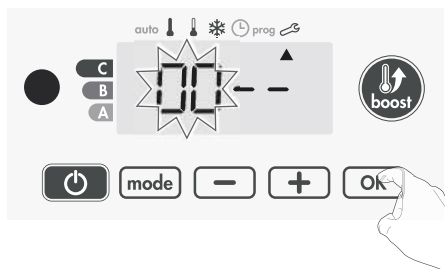 auto prog
C
B
A
00--
boost
mode - + OK